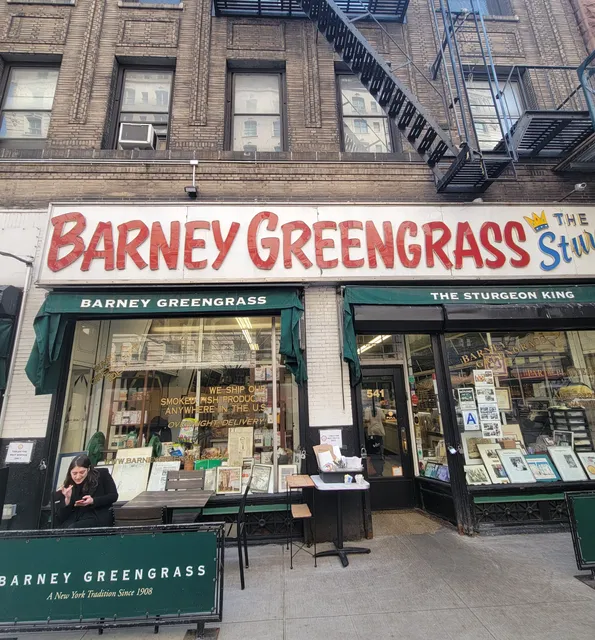 BARNEY GREENGRASS
THE
Stur
BARNEY GREENGRASS
THE STURGEON KING
WE SHIP OUR
SMOKED FISH PRODUCTS
ANYWHERE IN THE U.S.
OVERNIGHT DELIVERY
541
A
BARNEY GREENGRASS
A New York Tradition Since 1908